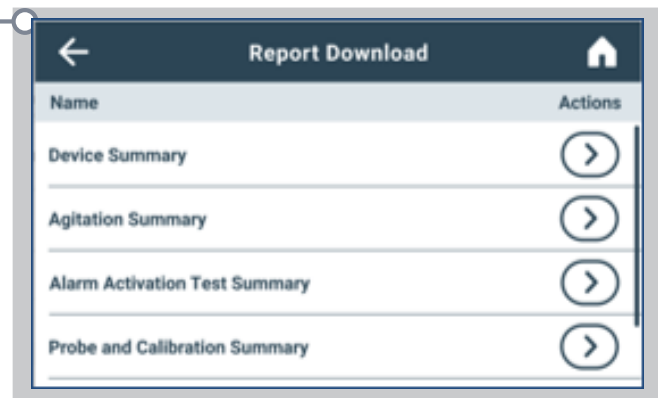 Report Download
Name Actions
Device Summary
Agitation Summary
Alarm Activation Test Summary
Probe and Calibration Summary